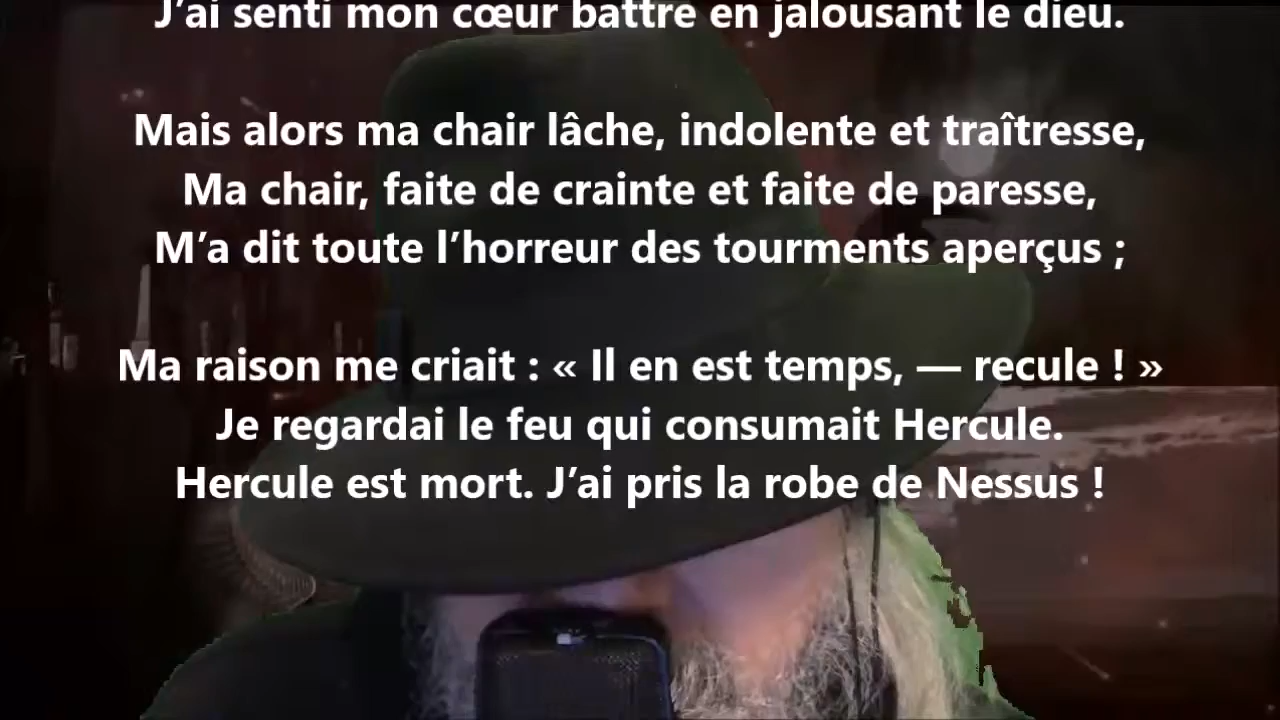 J’ai senti mon cœur battre en jalousant le dieu.
Mais alors ma chair lâche, indolente et traîtresse,
Ma chair, faite de crainte et faite de paresse,
M’a dit toute l’horreur des tourments aperçus ;
Ma raison me criait : « Il en est temps, — recule ! »
Je regardai le feu qui consumait Hercule.
Hercule est mort. J’ai pris la robe de Nessus !